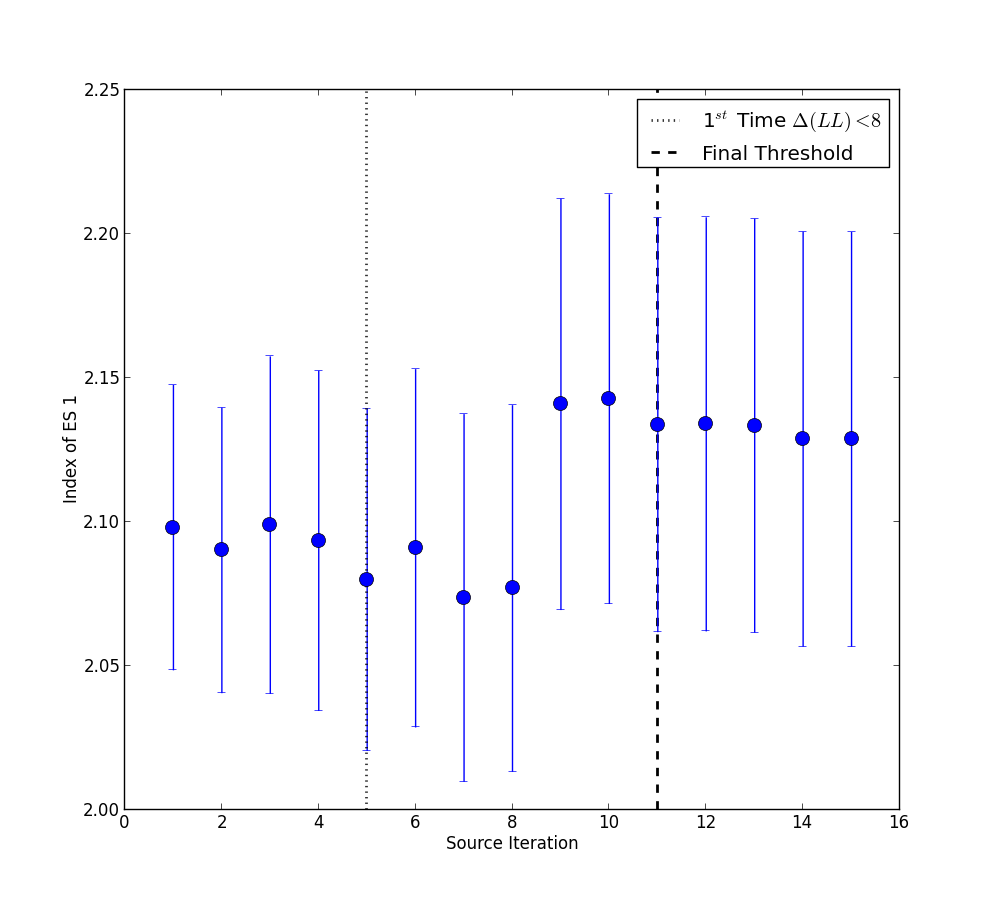 2.25
2.20
2.15
2.10
2.05
2.00
Index of ES 1
1st Time Δ(LL) <8
Final Threshold
0 2 4 6 8 10 12 14 16
Source Iteration